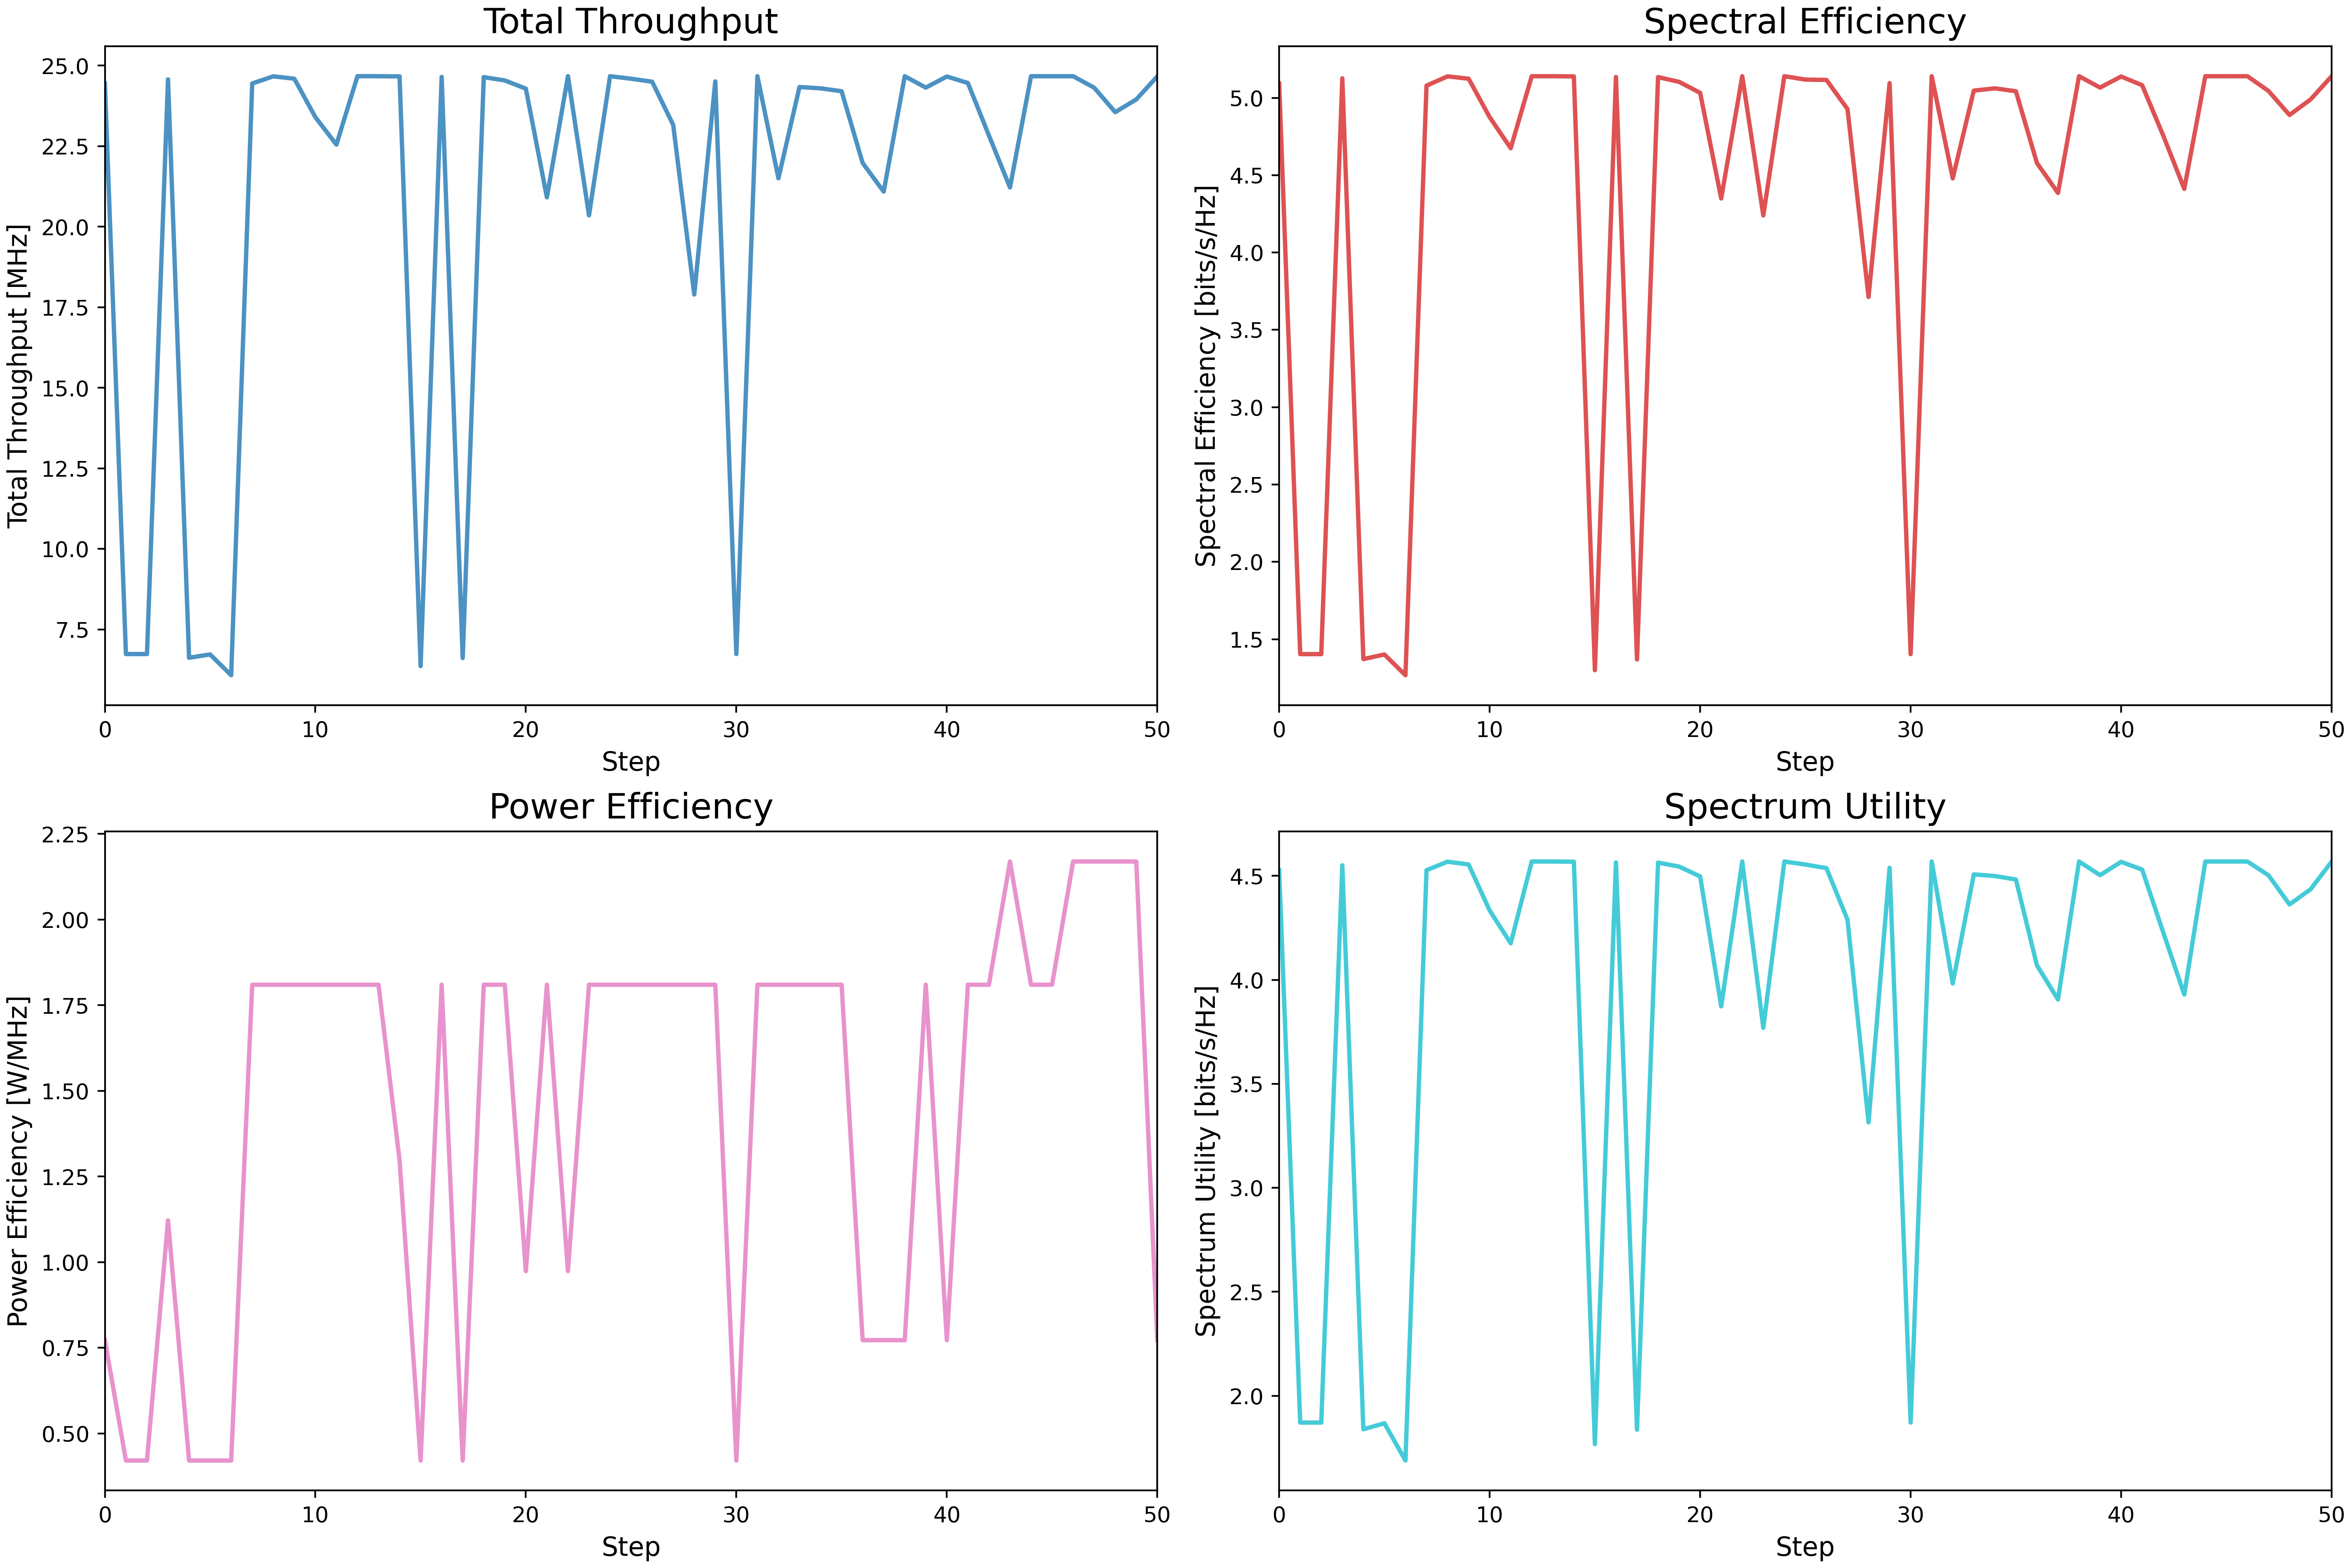 Total Throughput
Total Throughput [MHz]
25.0
22.5
20.0
17.5
15.0
12.5
10.0
7.5
0 10 20 30 40 50
Step
Spectral Efficiency
Spectral Efficiency [bits/s/Hz]
5.0
4.5
4.0
3.5
3.0
2.5
2.0
1.5
0 10 20 30 40 50
Step
Power Efficiency
Power Efficiency [W/MHz]
2.25
2.00
1.75
1.50
1.25
1.00
0.75
0.50
0 10 20 30 40 50
Step
Spectrum Utility
Spectrum Utility [bits/s/Hz]
4.5
4.0
3.5
3.0
2.5
2.0
0 10 20 30 40 50
Step